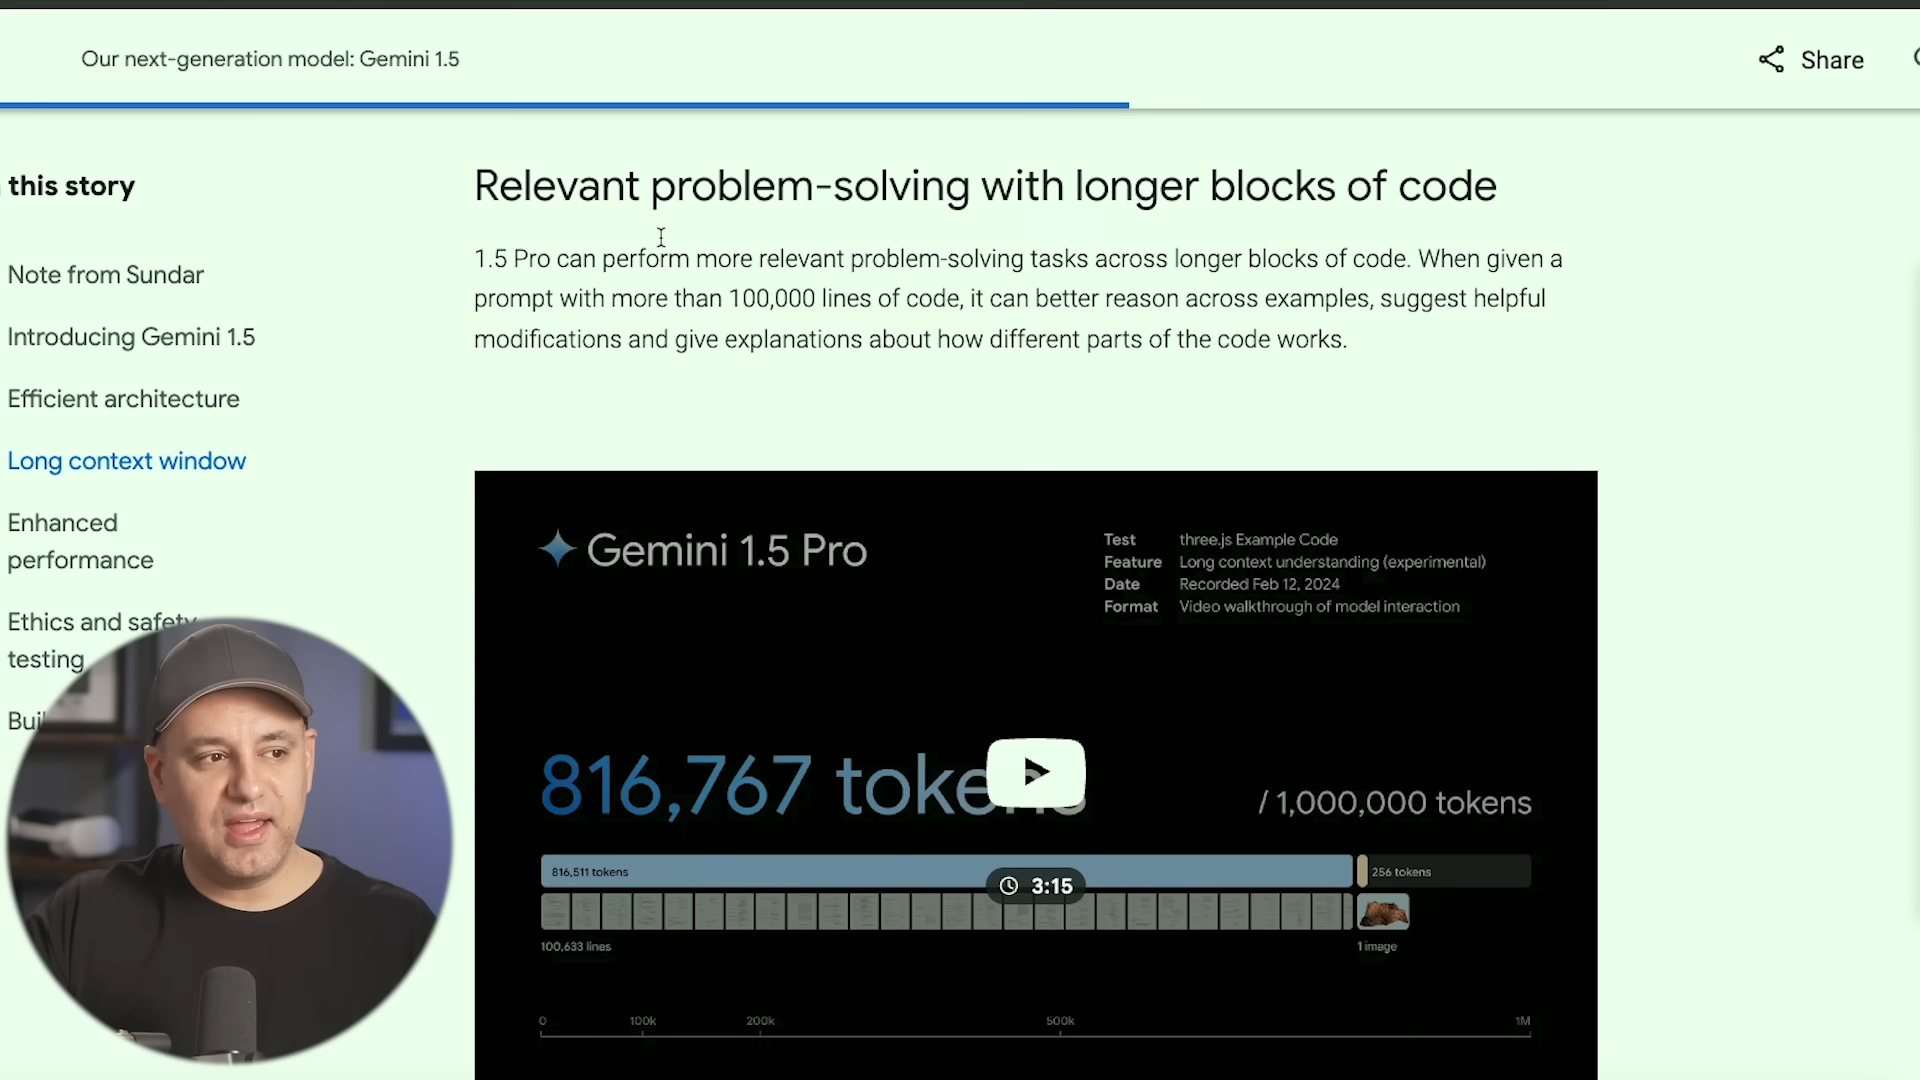 Our next-generation model: Gemini 1.5
Share
this story
Note from Sundar
Introducing Gemini 1.5
Efficient architecture
Long context window
Enhanced
performance
Ethics and safety
testing
Relevant problem-solving with longer blocks of code
1.5 Pro can perform more relevant problem-solving tasks across longer blocks of code. When given a
prompt with more than 100,000 lines of code, it can better reason across examples, suggest helpful
modifications and give explanations about how different parts of the code works.
Gemini 1.5 Pro
Test three.js Example Code
Feature Long context understanding (experimental)
Date Recorded Feb 12, 2024
Format Video walkthrough of model interaction
816,767 tokens
/ 1,000,000 tokens
816,511 tokens
256 tokens
3:15
100,633 lines
1 image
0 100k 200k 500k 1M